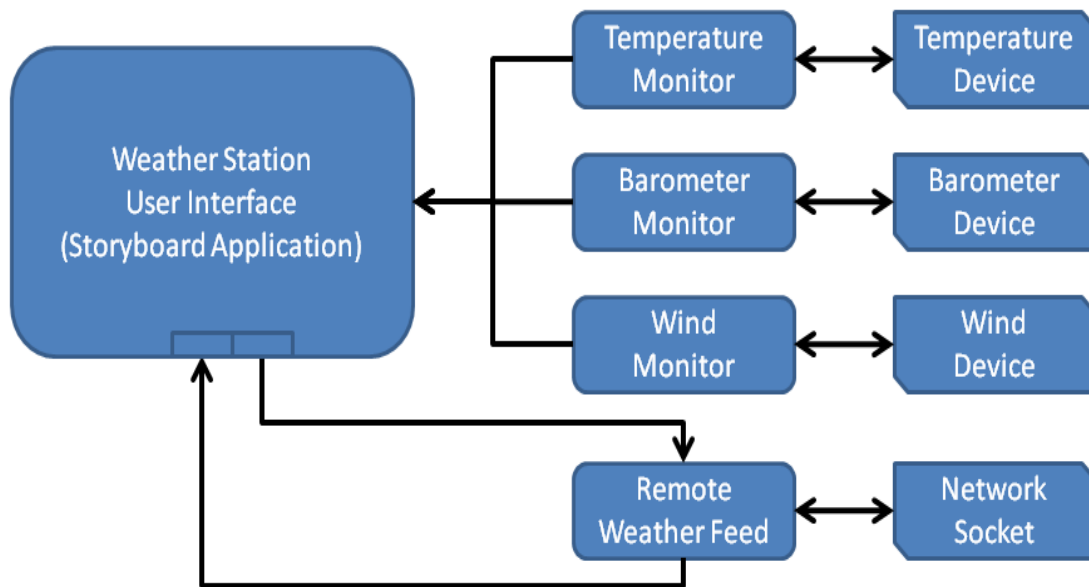 Weather Station
User Interface
(Storyboard Application)
Temperature
Monitor
Temperature
Device
Barometer
Monitor
Barometer
Device
Wind
Monitor
Wind
Device
Remote
Weather Feed
Network
Socket